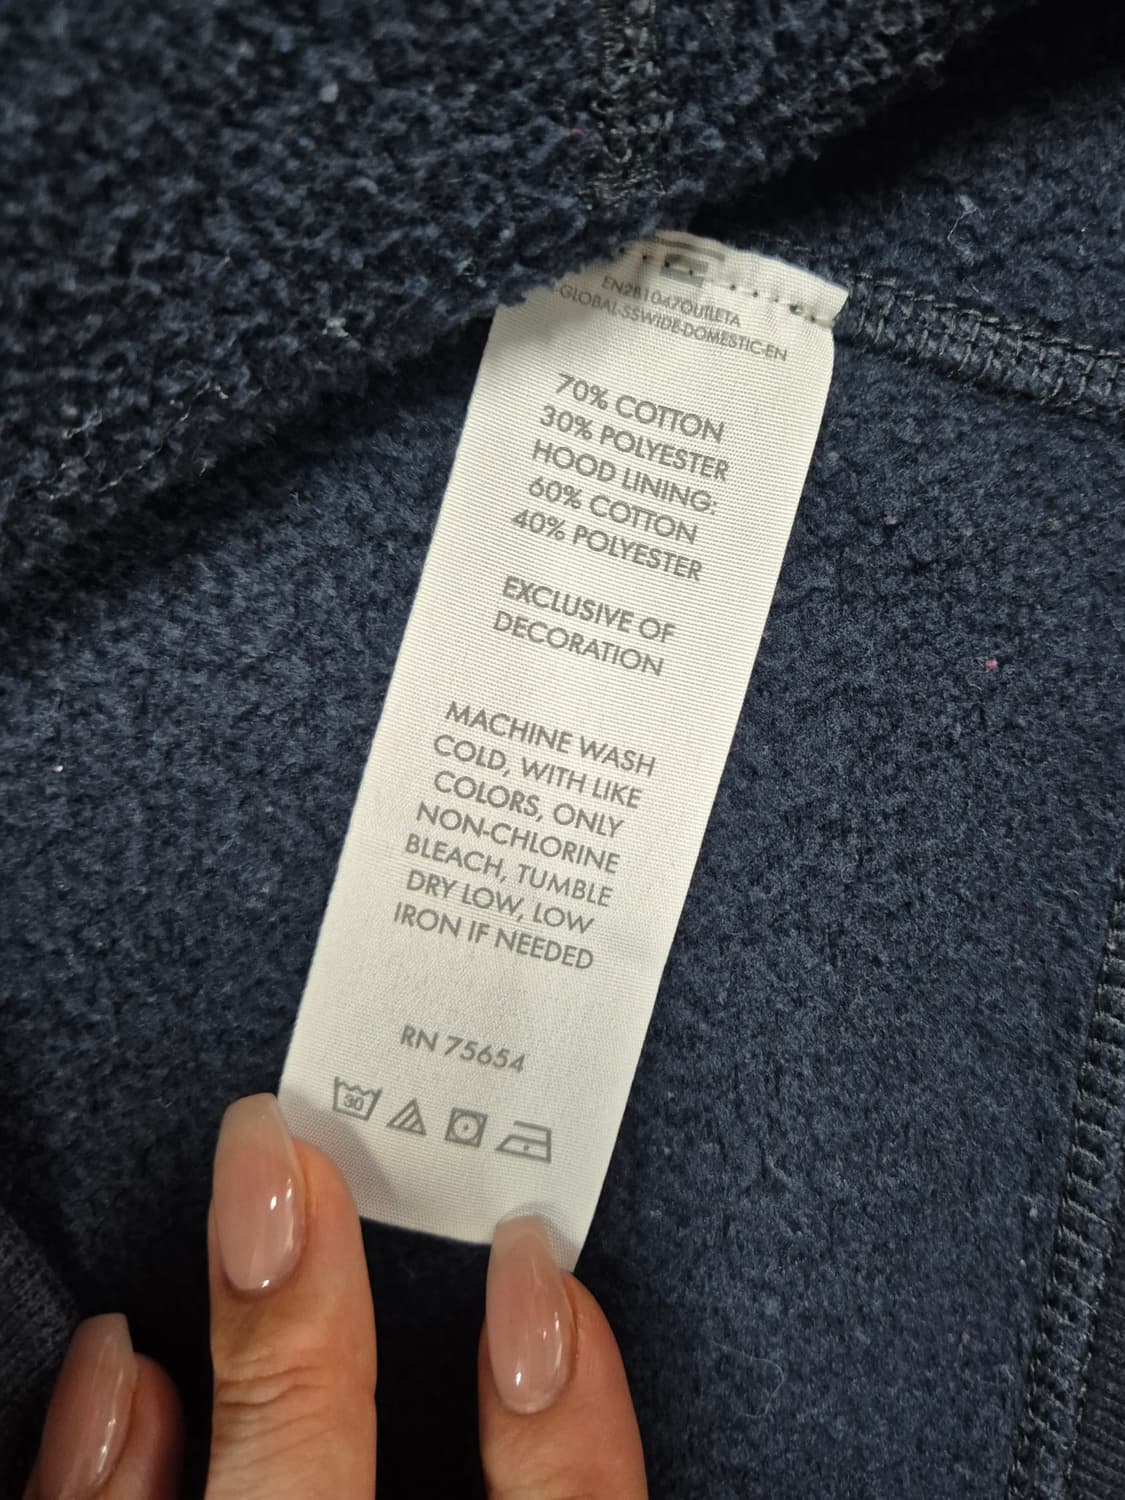 GLOBAL-SSWIDE-DOMESTIC-EN
70% COTTON
30% POLYESTER
HOOD LINING:
60% COTTON
40% POLYESTER
EXCLUSIVE OF
DECORATION
MACHINE WASH
COLD, WITH LIKE
COLORS, ONLY
NON-CHLORINE
BLEACH, TUMBLE
DRY LOW, LOW
IRON IF NEEDED
RN 75654
30